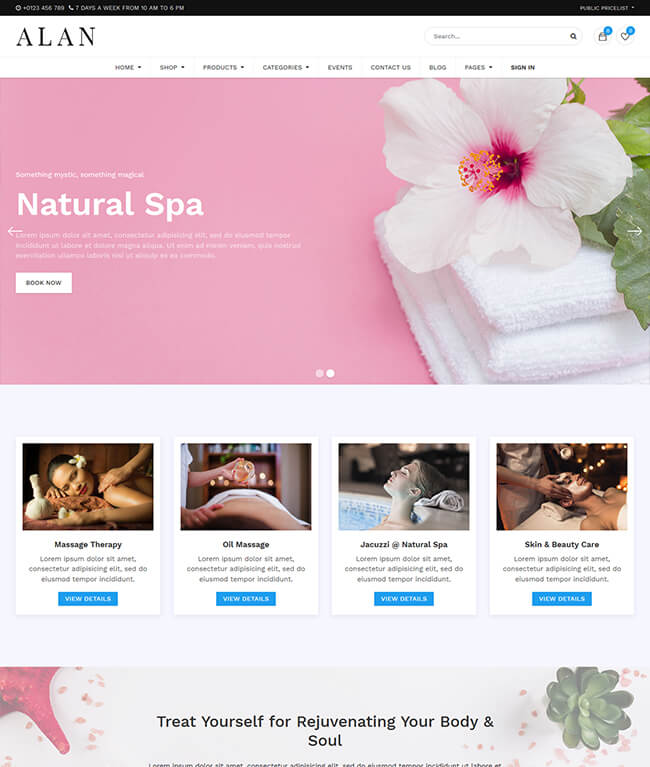 +0123 456 789 7 DAYS A WEEK FROM 10 AM TO 6 PM
PUBLIC PRICELIST
ALAN
Search...
0
0
HOME SHOP PRODUCTS CATEGORIES EVENTS CONTACT US BLOG PAGES SIGN IN
Something mystic, something magical
Natural Spa
Lorem ipsum dolor sit amet, consectetur adipisicing elit, sed do eiusmod tempor
incididunt ut labore et dolore magna aliqua. Ut enim ad minim veniam, quis nostrud
exercitation ullamco laboris nisi ut aliquip ex ea commodo.
BOOK NOW
Massage Therapy
Lorem ipsum dolor sit amet,
consectetur adipisicing elit, sed do
eiusmod tempor incididunt.
VIEW DETAILS
Oil Massage
Lorem ipsum dolor sit amet,
consectetur adipisicing elit, sed do
eiusmod tempor incididunt.
VIEW DETAILS
Jacuzzi @ Natural Spa
Lorem ipsum dolor sit amet,
consectetur adipisicing elit, sed do
eiusmod tempor incididunt.
VIEW DETAILS
Skin & Beauty Care
Lorem ipsum dolor sit amet,
consectetur adipisicing elit, sed do
eiusmod tempor incididunt.
VIEW DETAILS
Treat Yourself for Rejuvenating Your Body &
Soul
Lorem ipsum dolor sit amet, consectetur adipisicing elit, sed do eiusmod tempor incididunt ut labore et